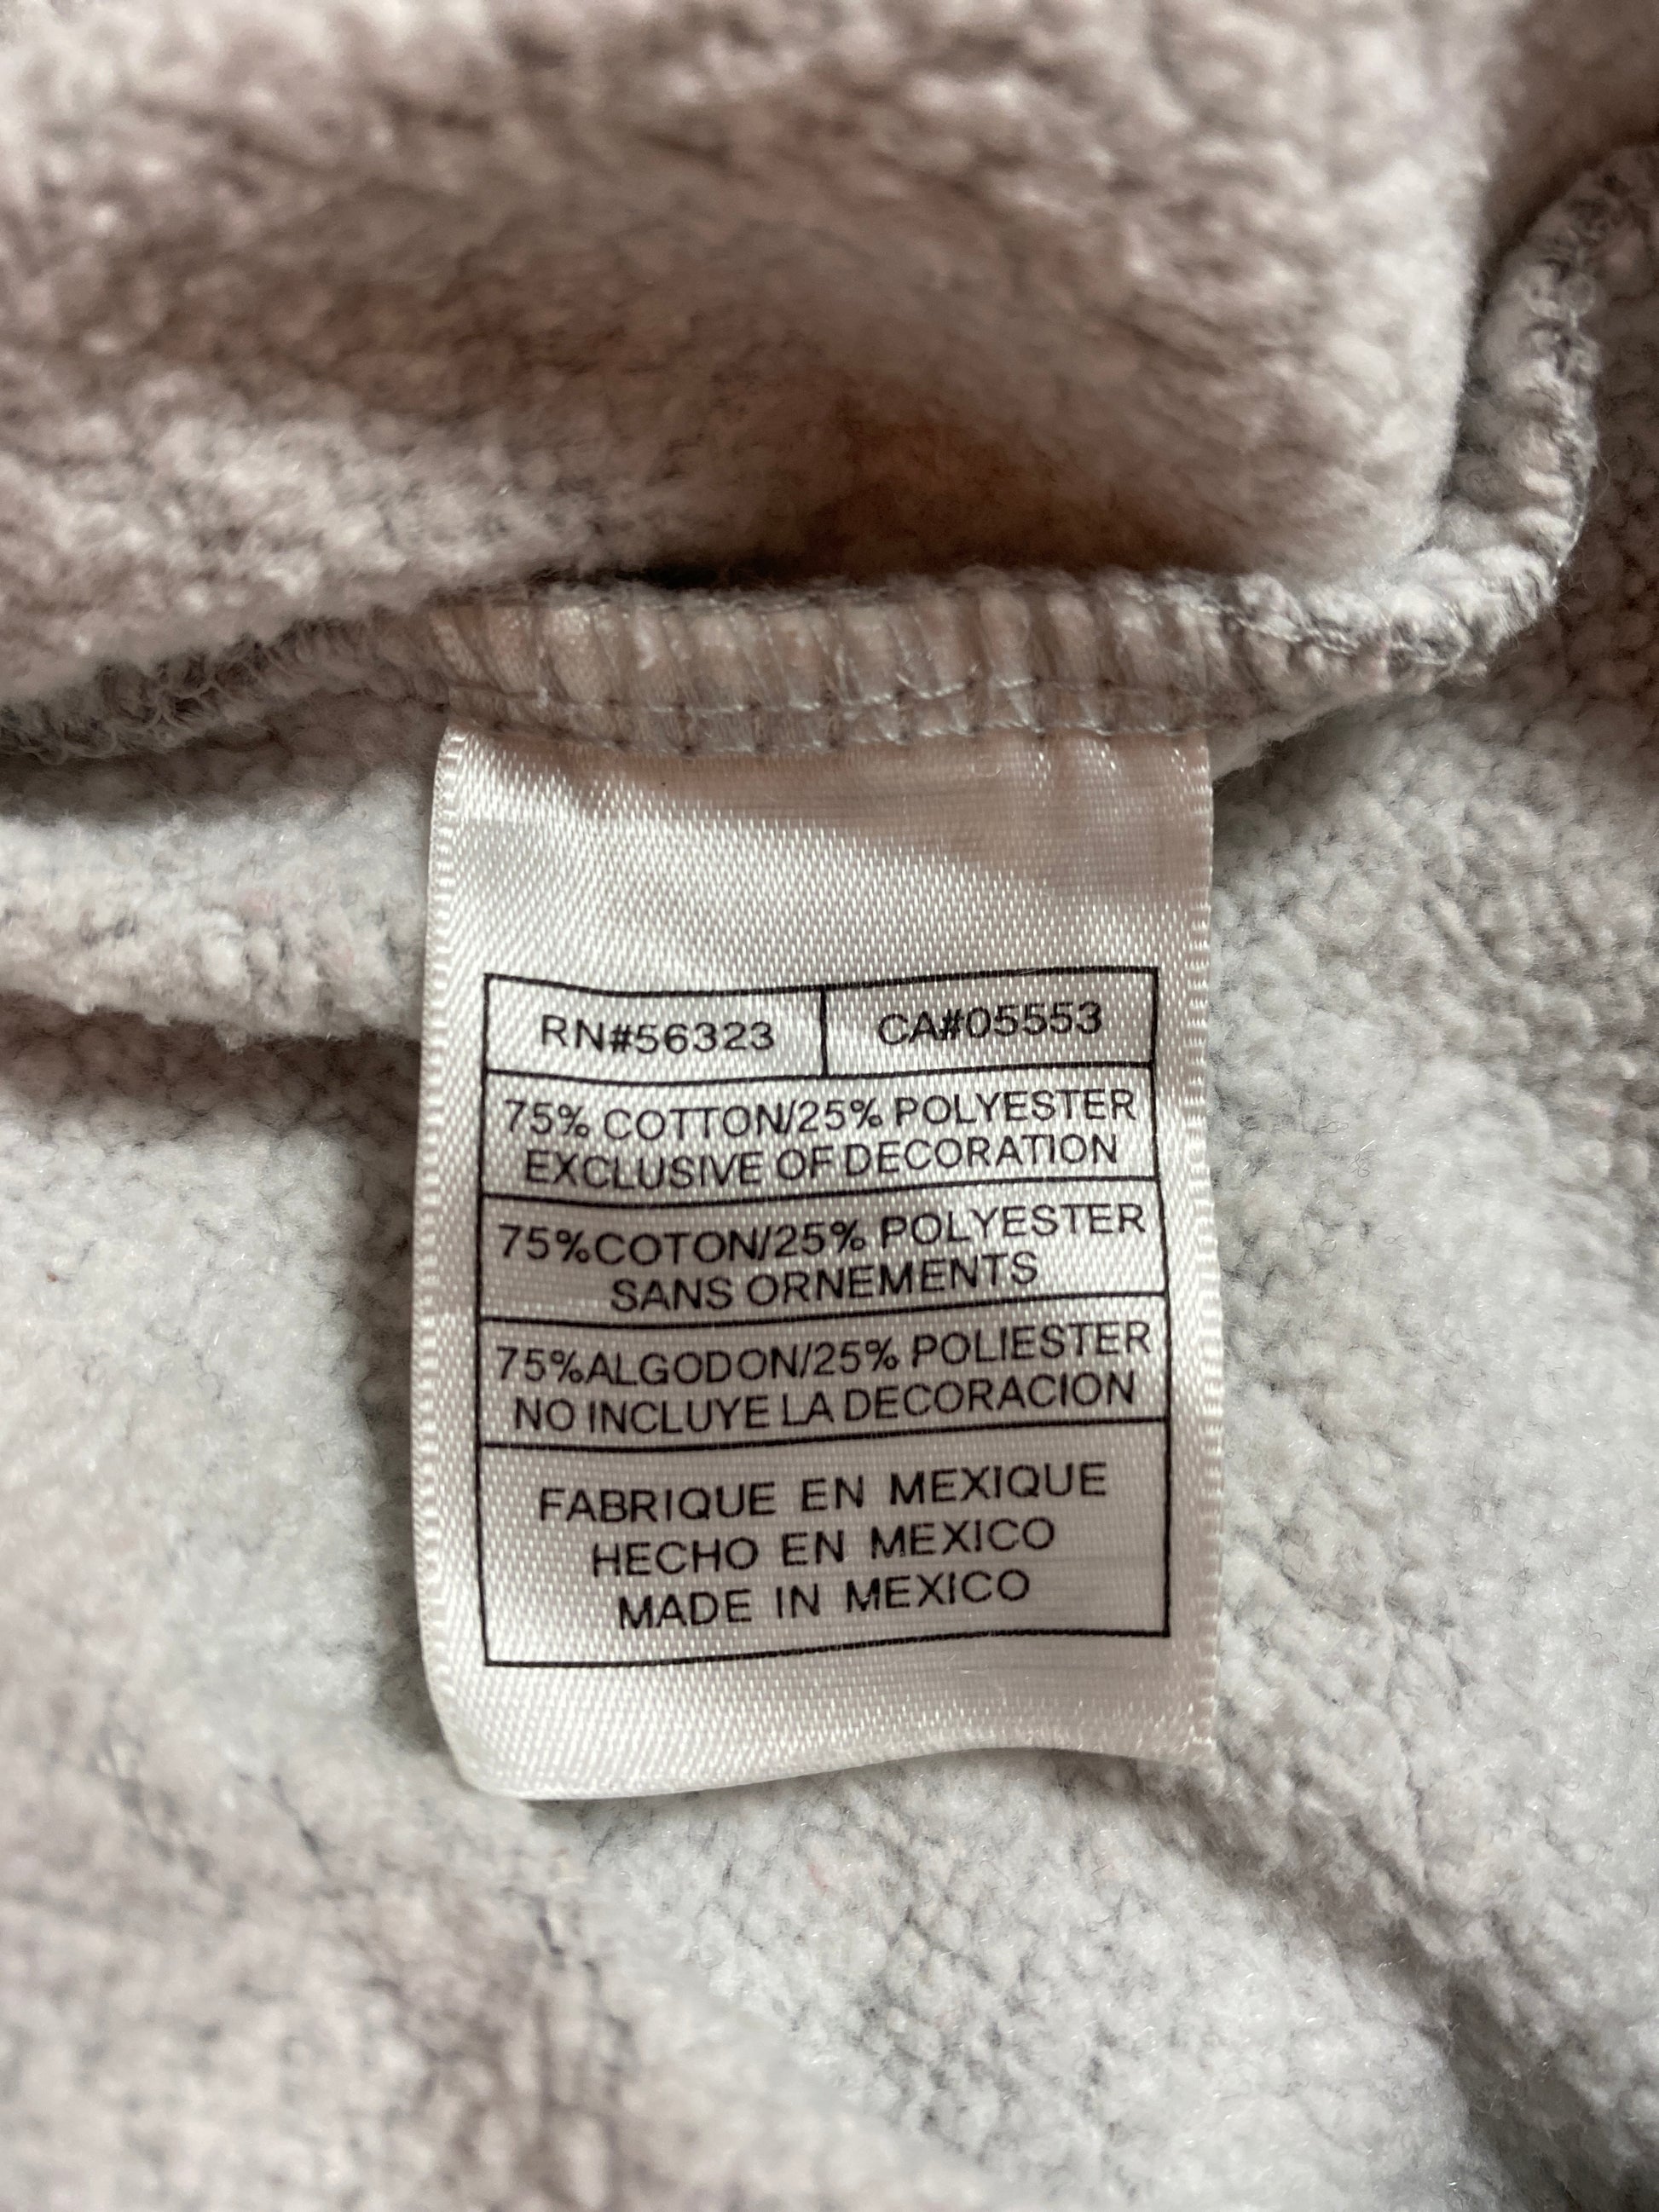 RN#56323 CA#05553
75% COTTON/25% POLYESTER
EXCLUSIVE OF DECORATION
75%COTON/25% POLYESTER
SANS ORNEMENTS
75%ALGODON/25% POLIESTER
NO INCLUYE LA DECORACION
FABRIQUE EN MEXIQUE
HECHO EN MEXICO
MADE IN MEXICO